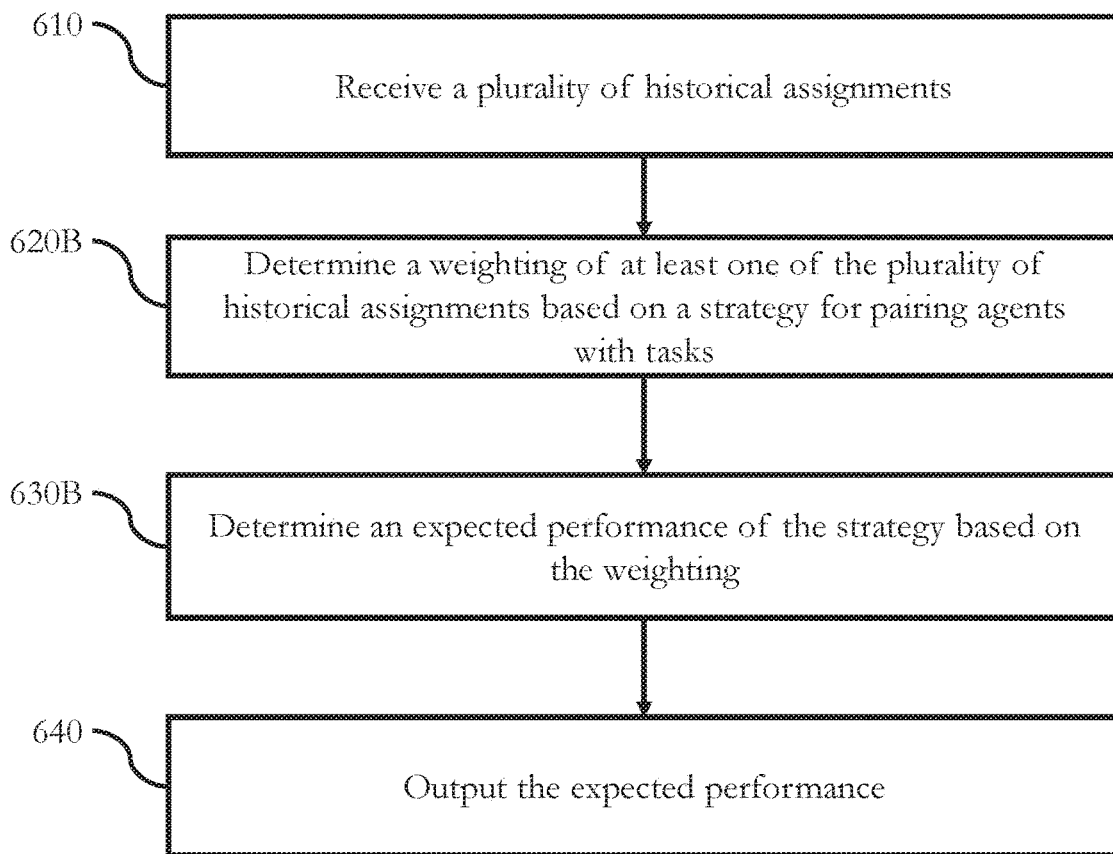 610
Receive a plurality of historical assignments
620B
Determine a weighting of at least one of the plurality of
historical assignments based on a strategy for pairing agents
with tasks
630B
Determine an expected performance of the strategy based on
the weighting
640
Output the expected performance